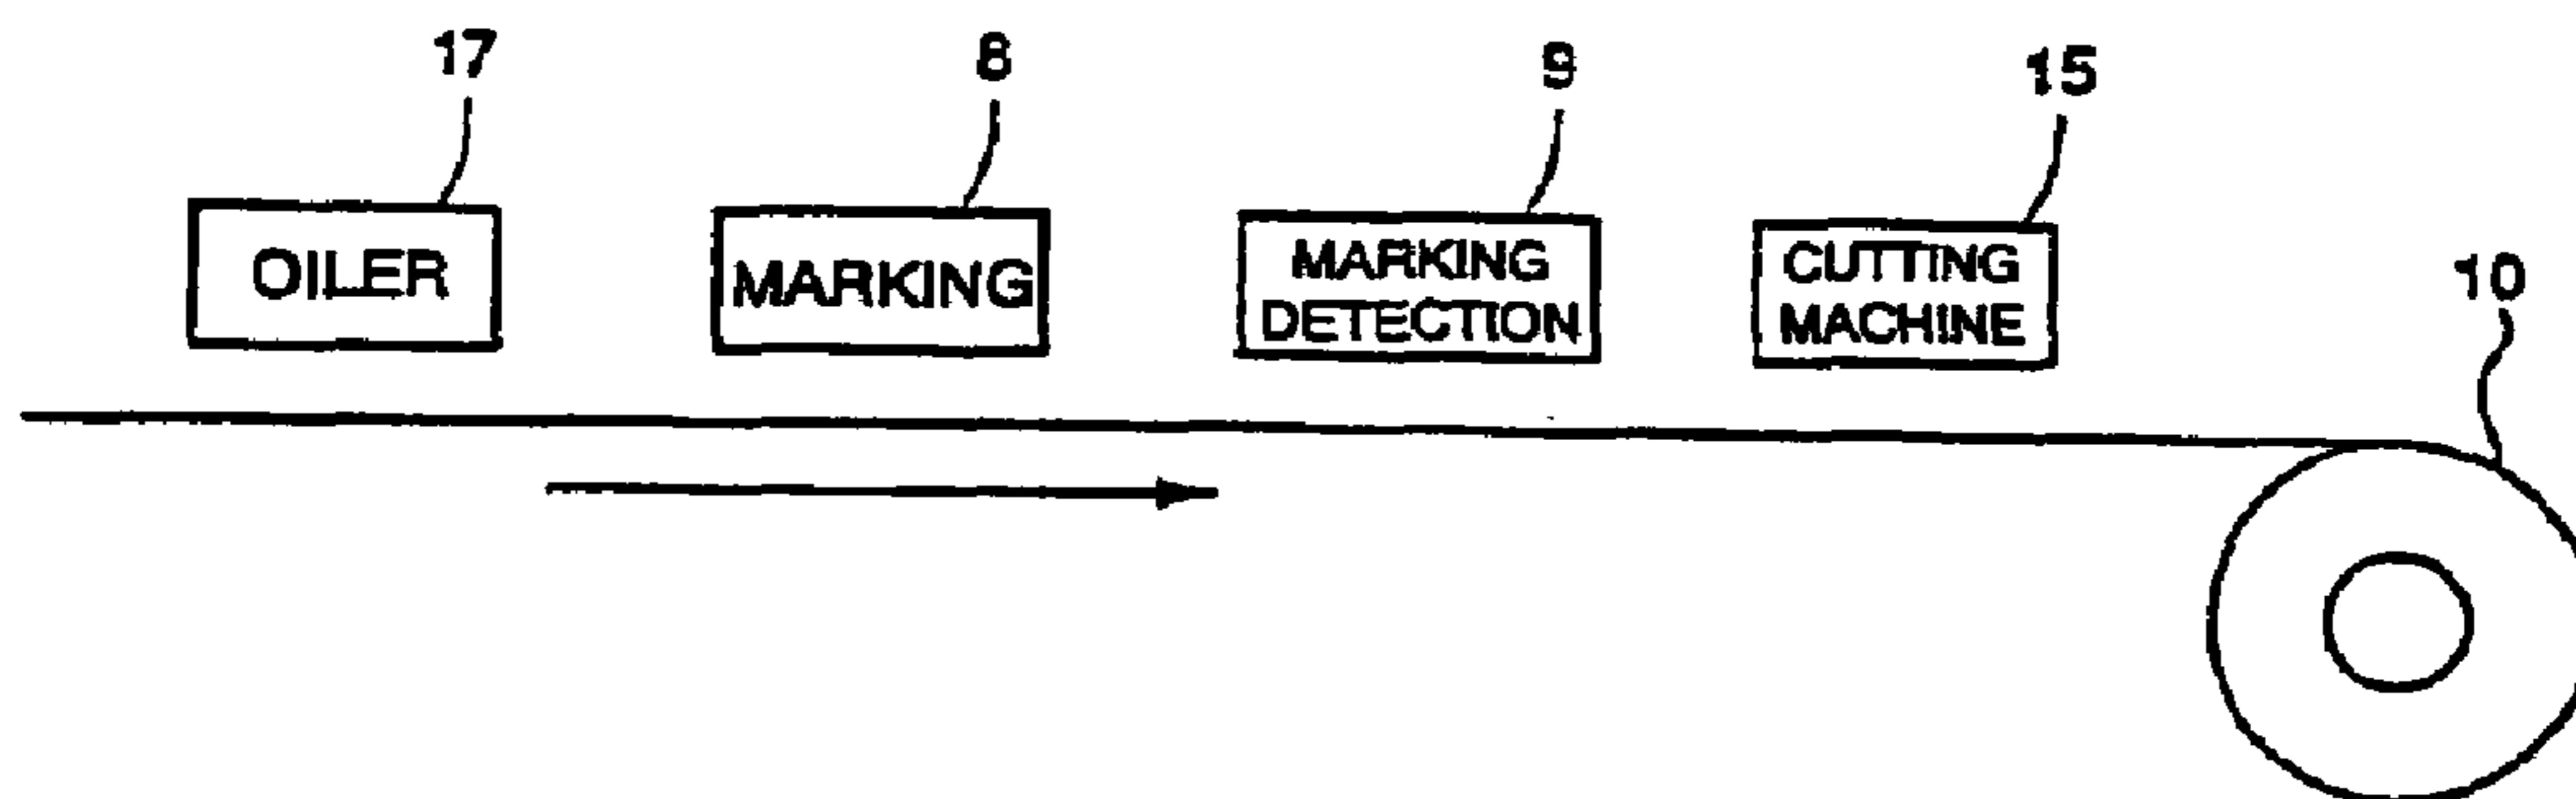 17
8
9
15
OILER
MARKING
MARKING
DETECTION
CUTTING
MACHINE
10